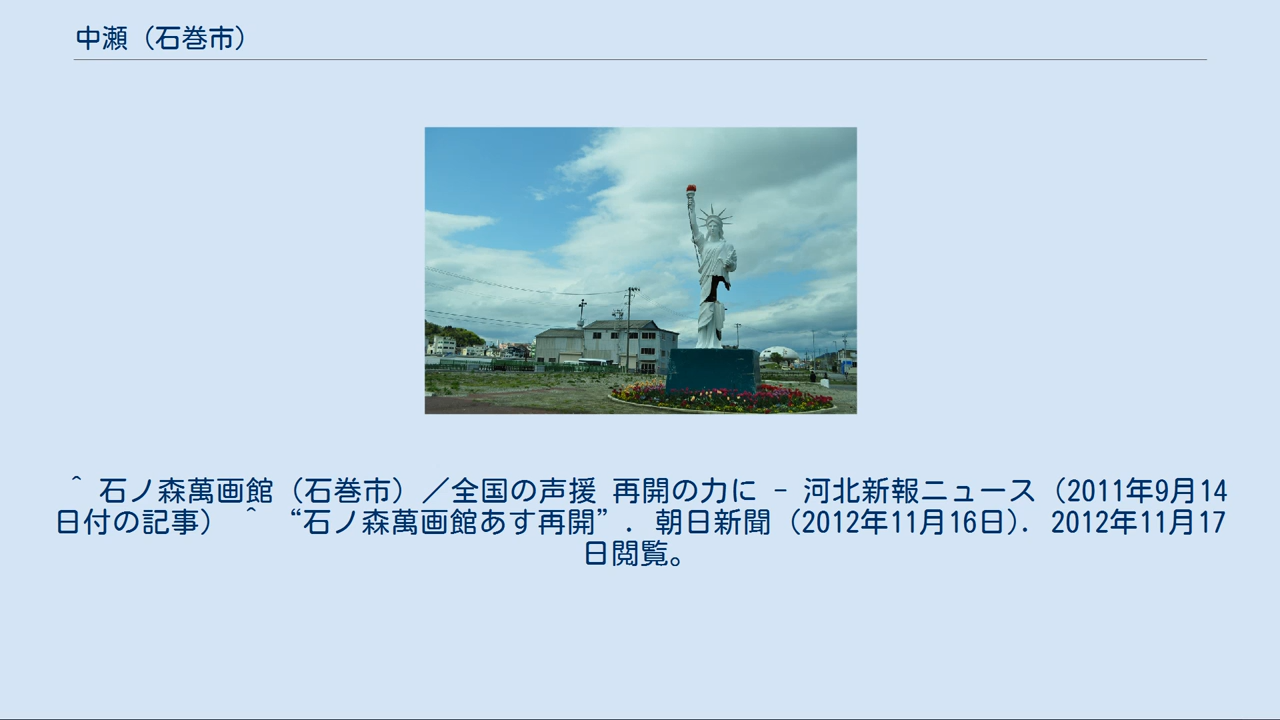 中瀬（石巻市）
^ 石ノ森萬画館（石巻市）／全国の声援 再開の力に - 河北新報ニュース（2011年9月14
日付の記事） ^ “石ノ森萬画館あす再開”. 朝日新聞 (2012年11月16日). 2012年11月17
日閲覧。